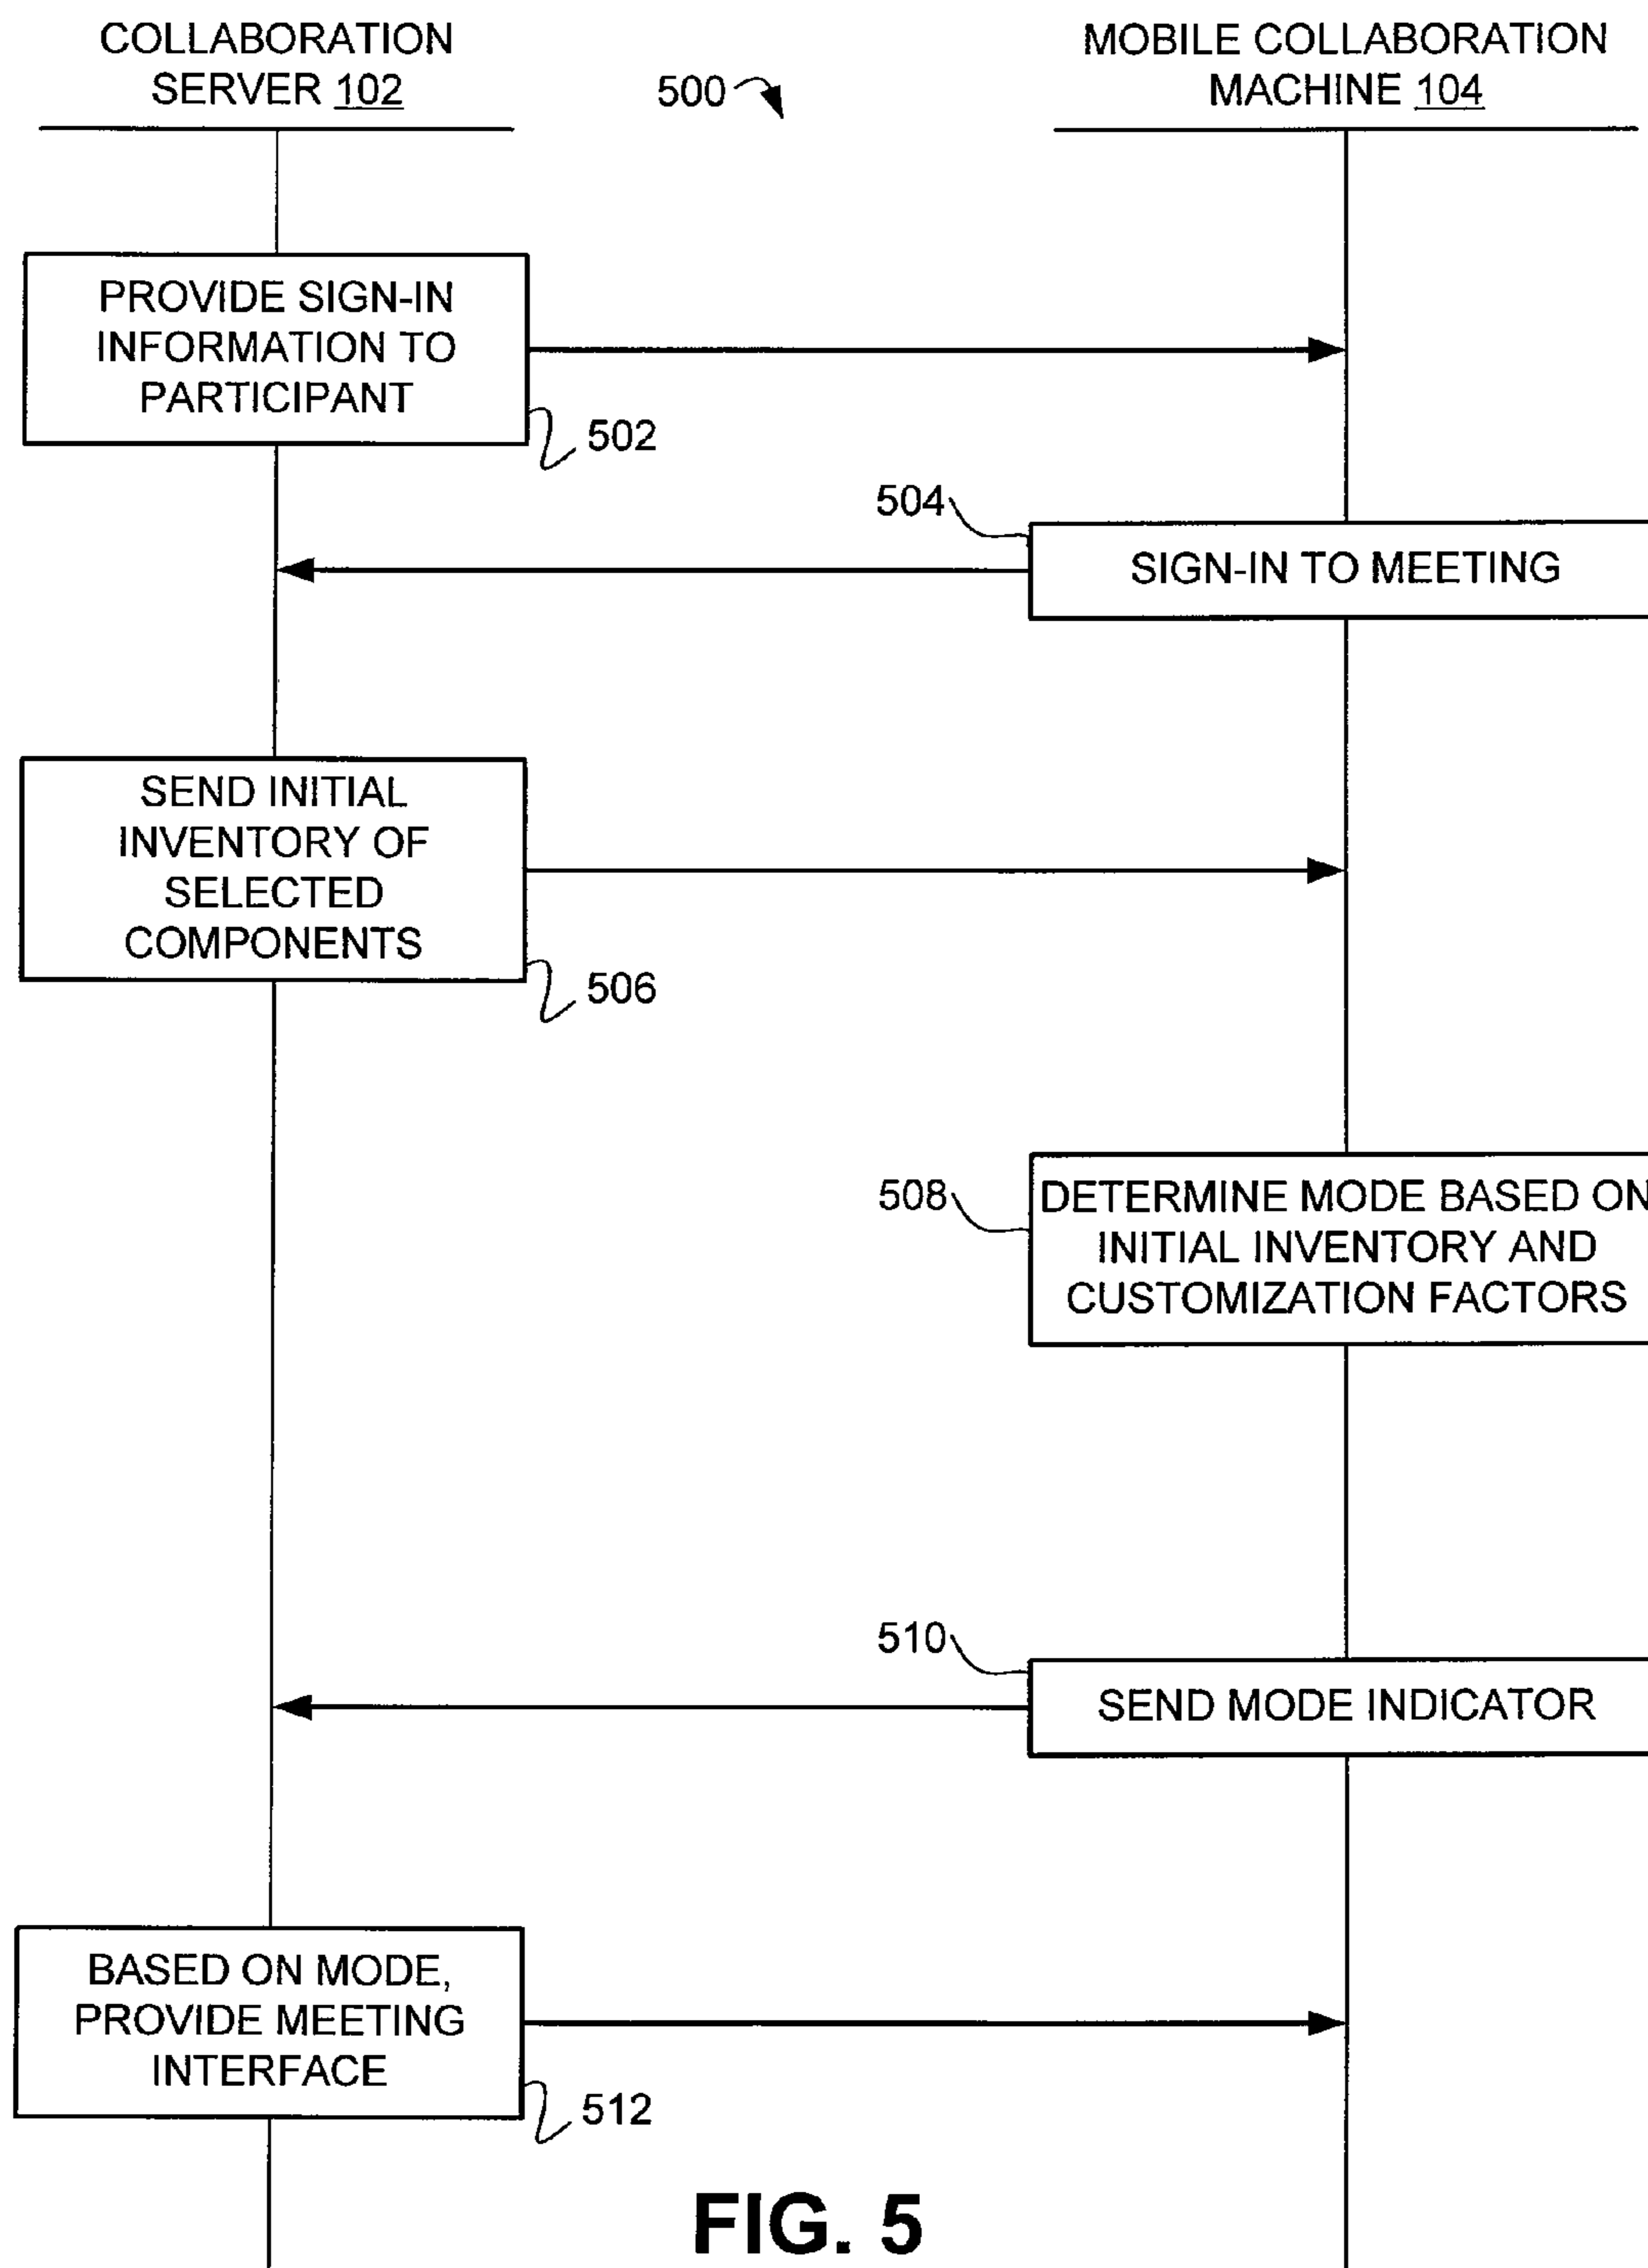 COLLABORATION
SERVER 102
500
MOBILE COLLABORATION
MACHINE 104
PROVIDE SIGN-IN
INFORMATION TO
PARTICIPANT
502
504
SIGN-IN TO MEETING
SEND INITIAL
INVENTORY OF
SELECTED
COMPONENTS
506
508
DETERMINE MODE BASED ON
INITIAL INVENTORY AND
CUSTOMIZATION FACTORS
510
SEND MODE INDICATOR
BASED ON MODE,
PROVIDE MEETING
INTERFACE
512
FIG. 5